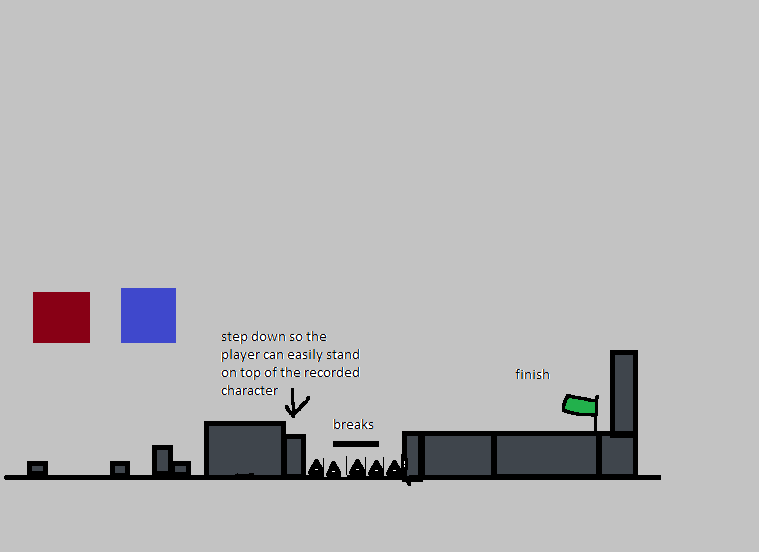 step down so the
player can easily stand
on top of the recorded
character
finish
breaks